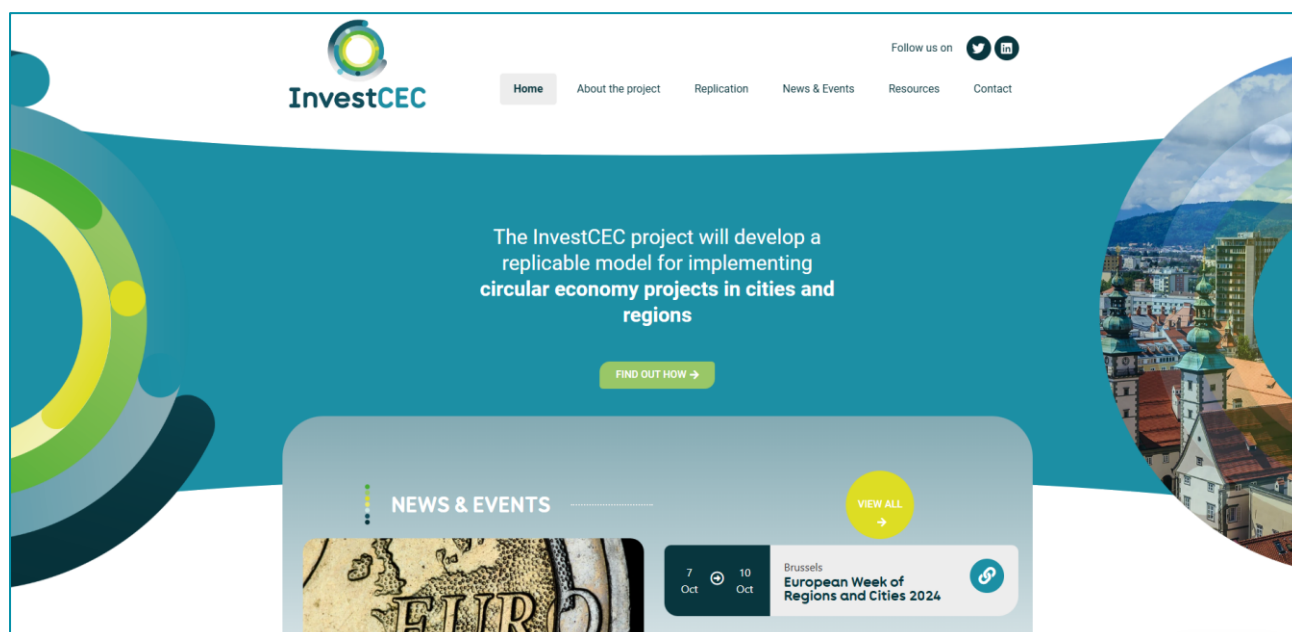 InvestCEC
Follow us on
Home
About the project
Replication
News & Events
Resources
Contact
The InvestCEC project will develop a
replicable model for implementing
circular economy projects in cities and
regions
FIND OUT HOW →
NEWS & EVENTS
VIEW ALL
→
EURO
7
Oct
10
Oct
Brussels
European Week of
Regions and Cities 2024